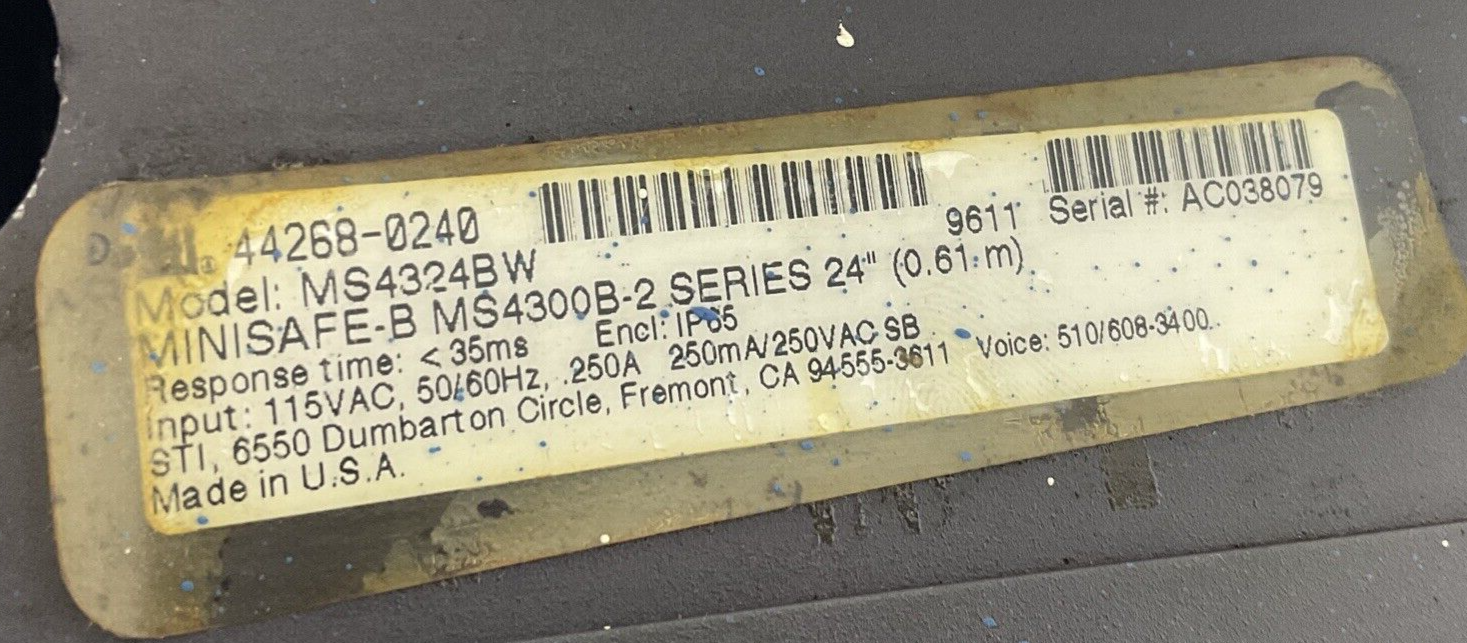 44268-0240
Model: MS4324BW
9611 Serial #: AC038079
MINISAFE-B MS4300B-2 SERIES 24" (0.61 m)
Response time: < 35ms Encl: IP65
Input: 115VAC, 50/60Hz, .250A 250mA/250VAC SB
STI, 6550 Dumbarton Circle, Fremont, CA 94555-3611 Voice: 510/608-3400
Made in U.S.A.